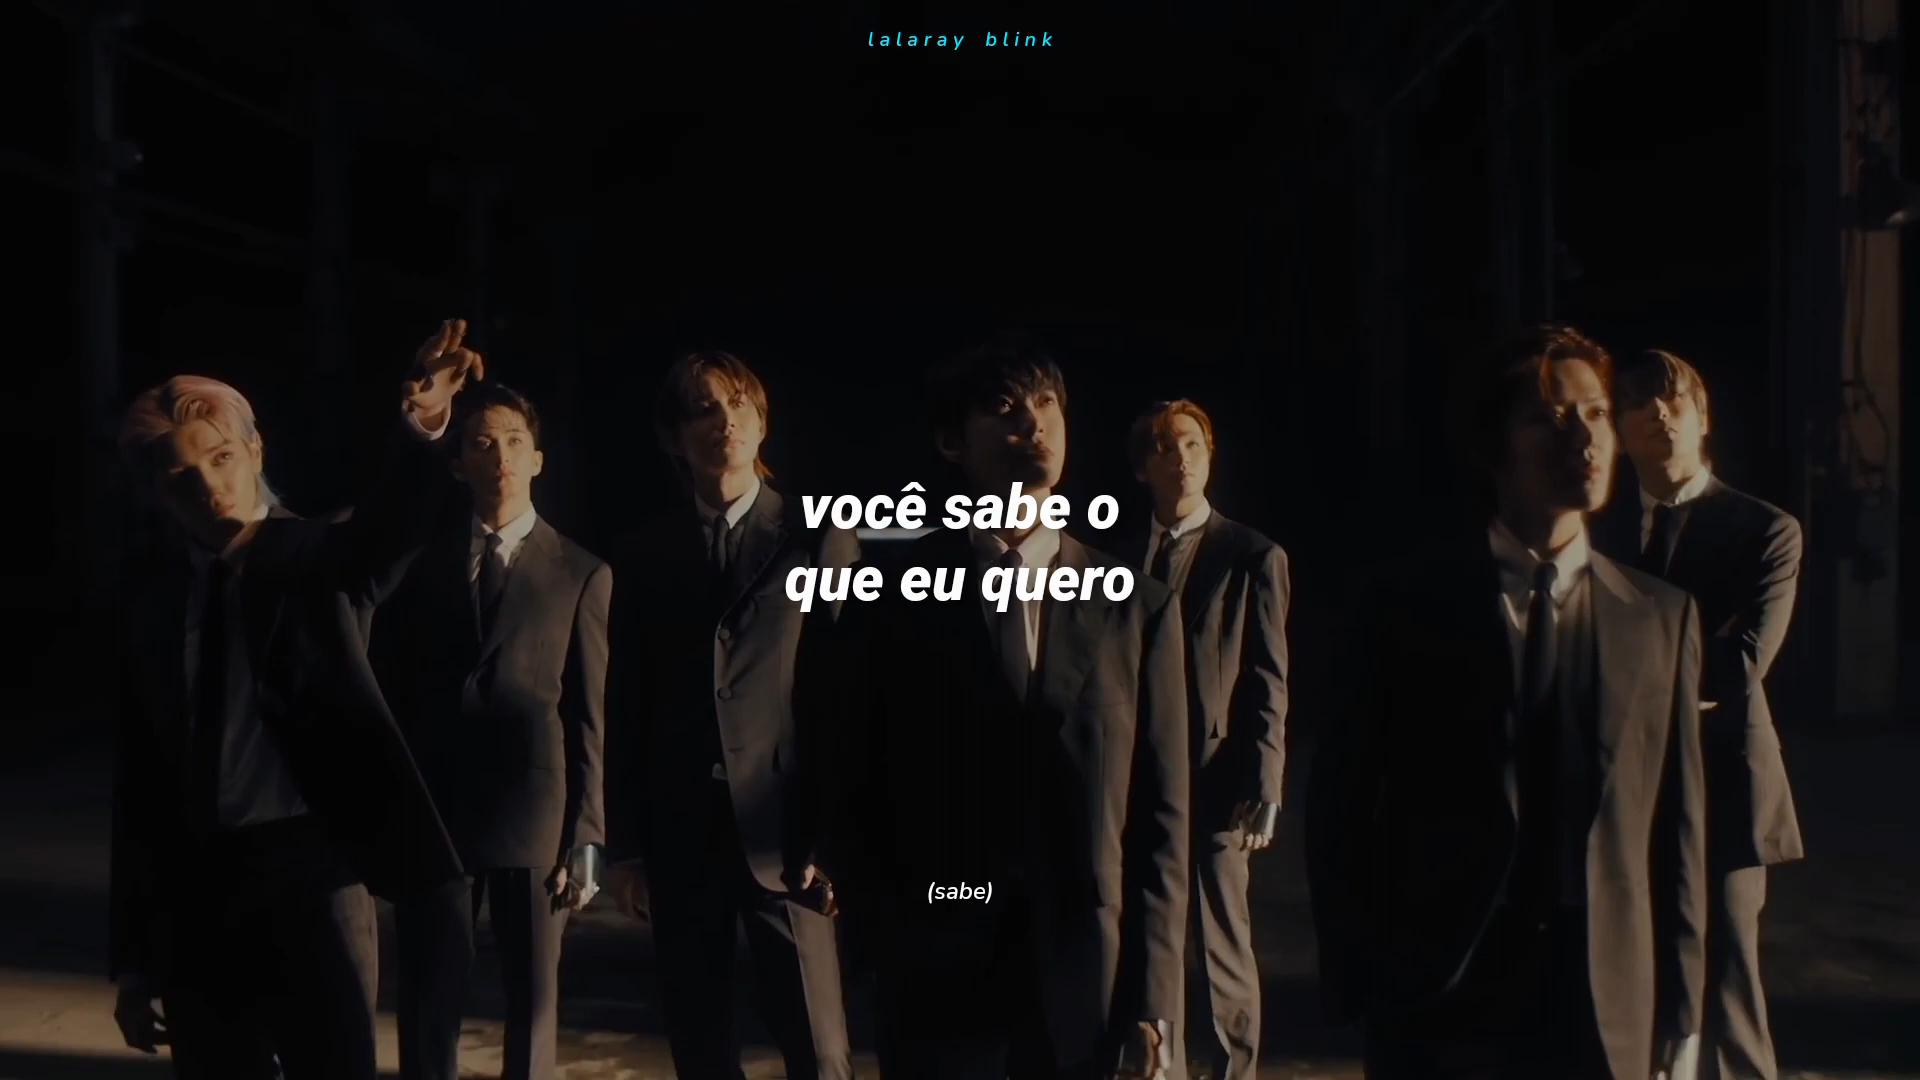 lalaray blink
você sabe o
que eu quero
(sabe)